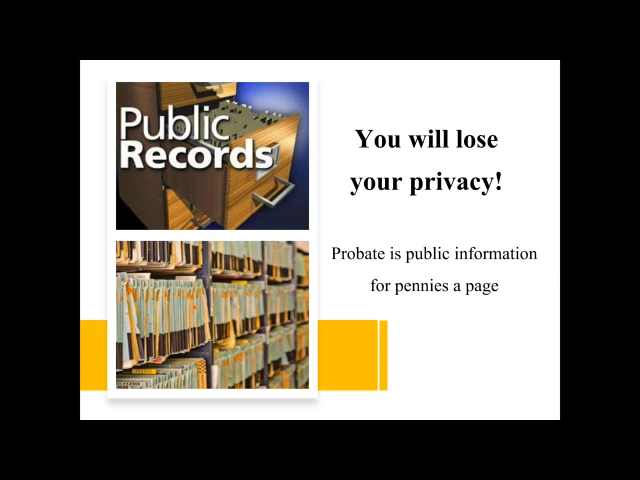 Public
Records
You will lose
your privacy!
Probate is public information
for pennies a page